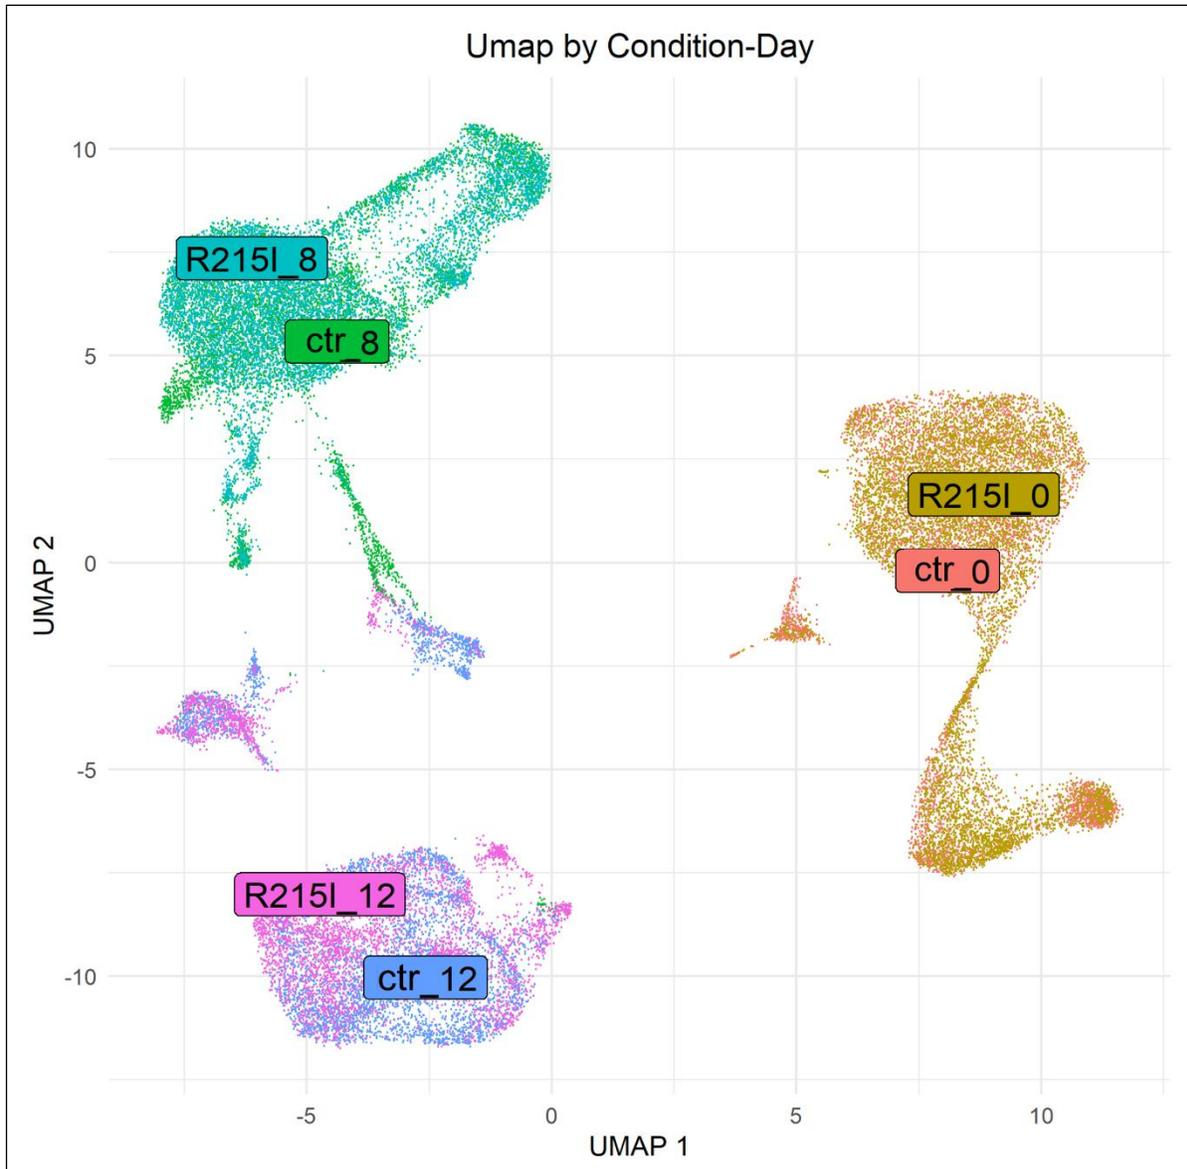 Umap by Condition-Day
10
5
0
-5
-10
UMAP 2
R215I_8
ctr_8
R215I_0
ctr_0
R215I_12
ctr_12
-5
0
5
10
UMAP 1